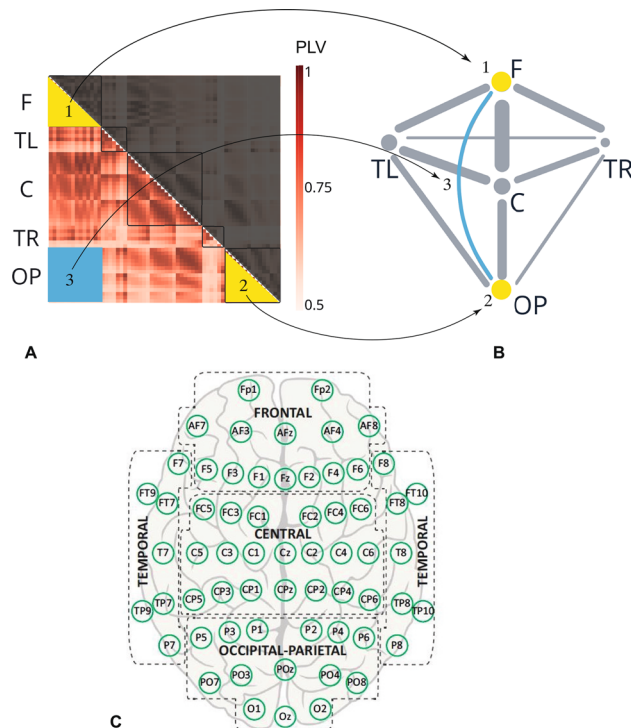 PLV
1
0.75
0.5
F
TL
C
TR
OP
1
2
3
A
1
F
TL
TR
3
C
2
OP
B
Fp1 Fp2
FRONTAL
AF7 AF3 AFz AF4 AF8
F7 F5 F3 F1 Fz F2 F4 F6 F8
FT9 FT7 FC5 FC3 FC1 FC2 FC4 FC6 FT8 FT10
CENTRAL
TEMPORAL
TEMPORAL
T7 C5 C3 C1 Cz C2 C4 C6 T8
TP9 TP7 CP5 CP3 CP1 CPz CP2 CP4 CP6 TP8 TP10
P7 P5 P3 P1 P2 P4 P6 P8
OCCIPITAL-PARIETAL
PO7 PO3 POz PO4 PO8
O1 Oz O2
C